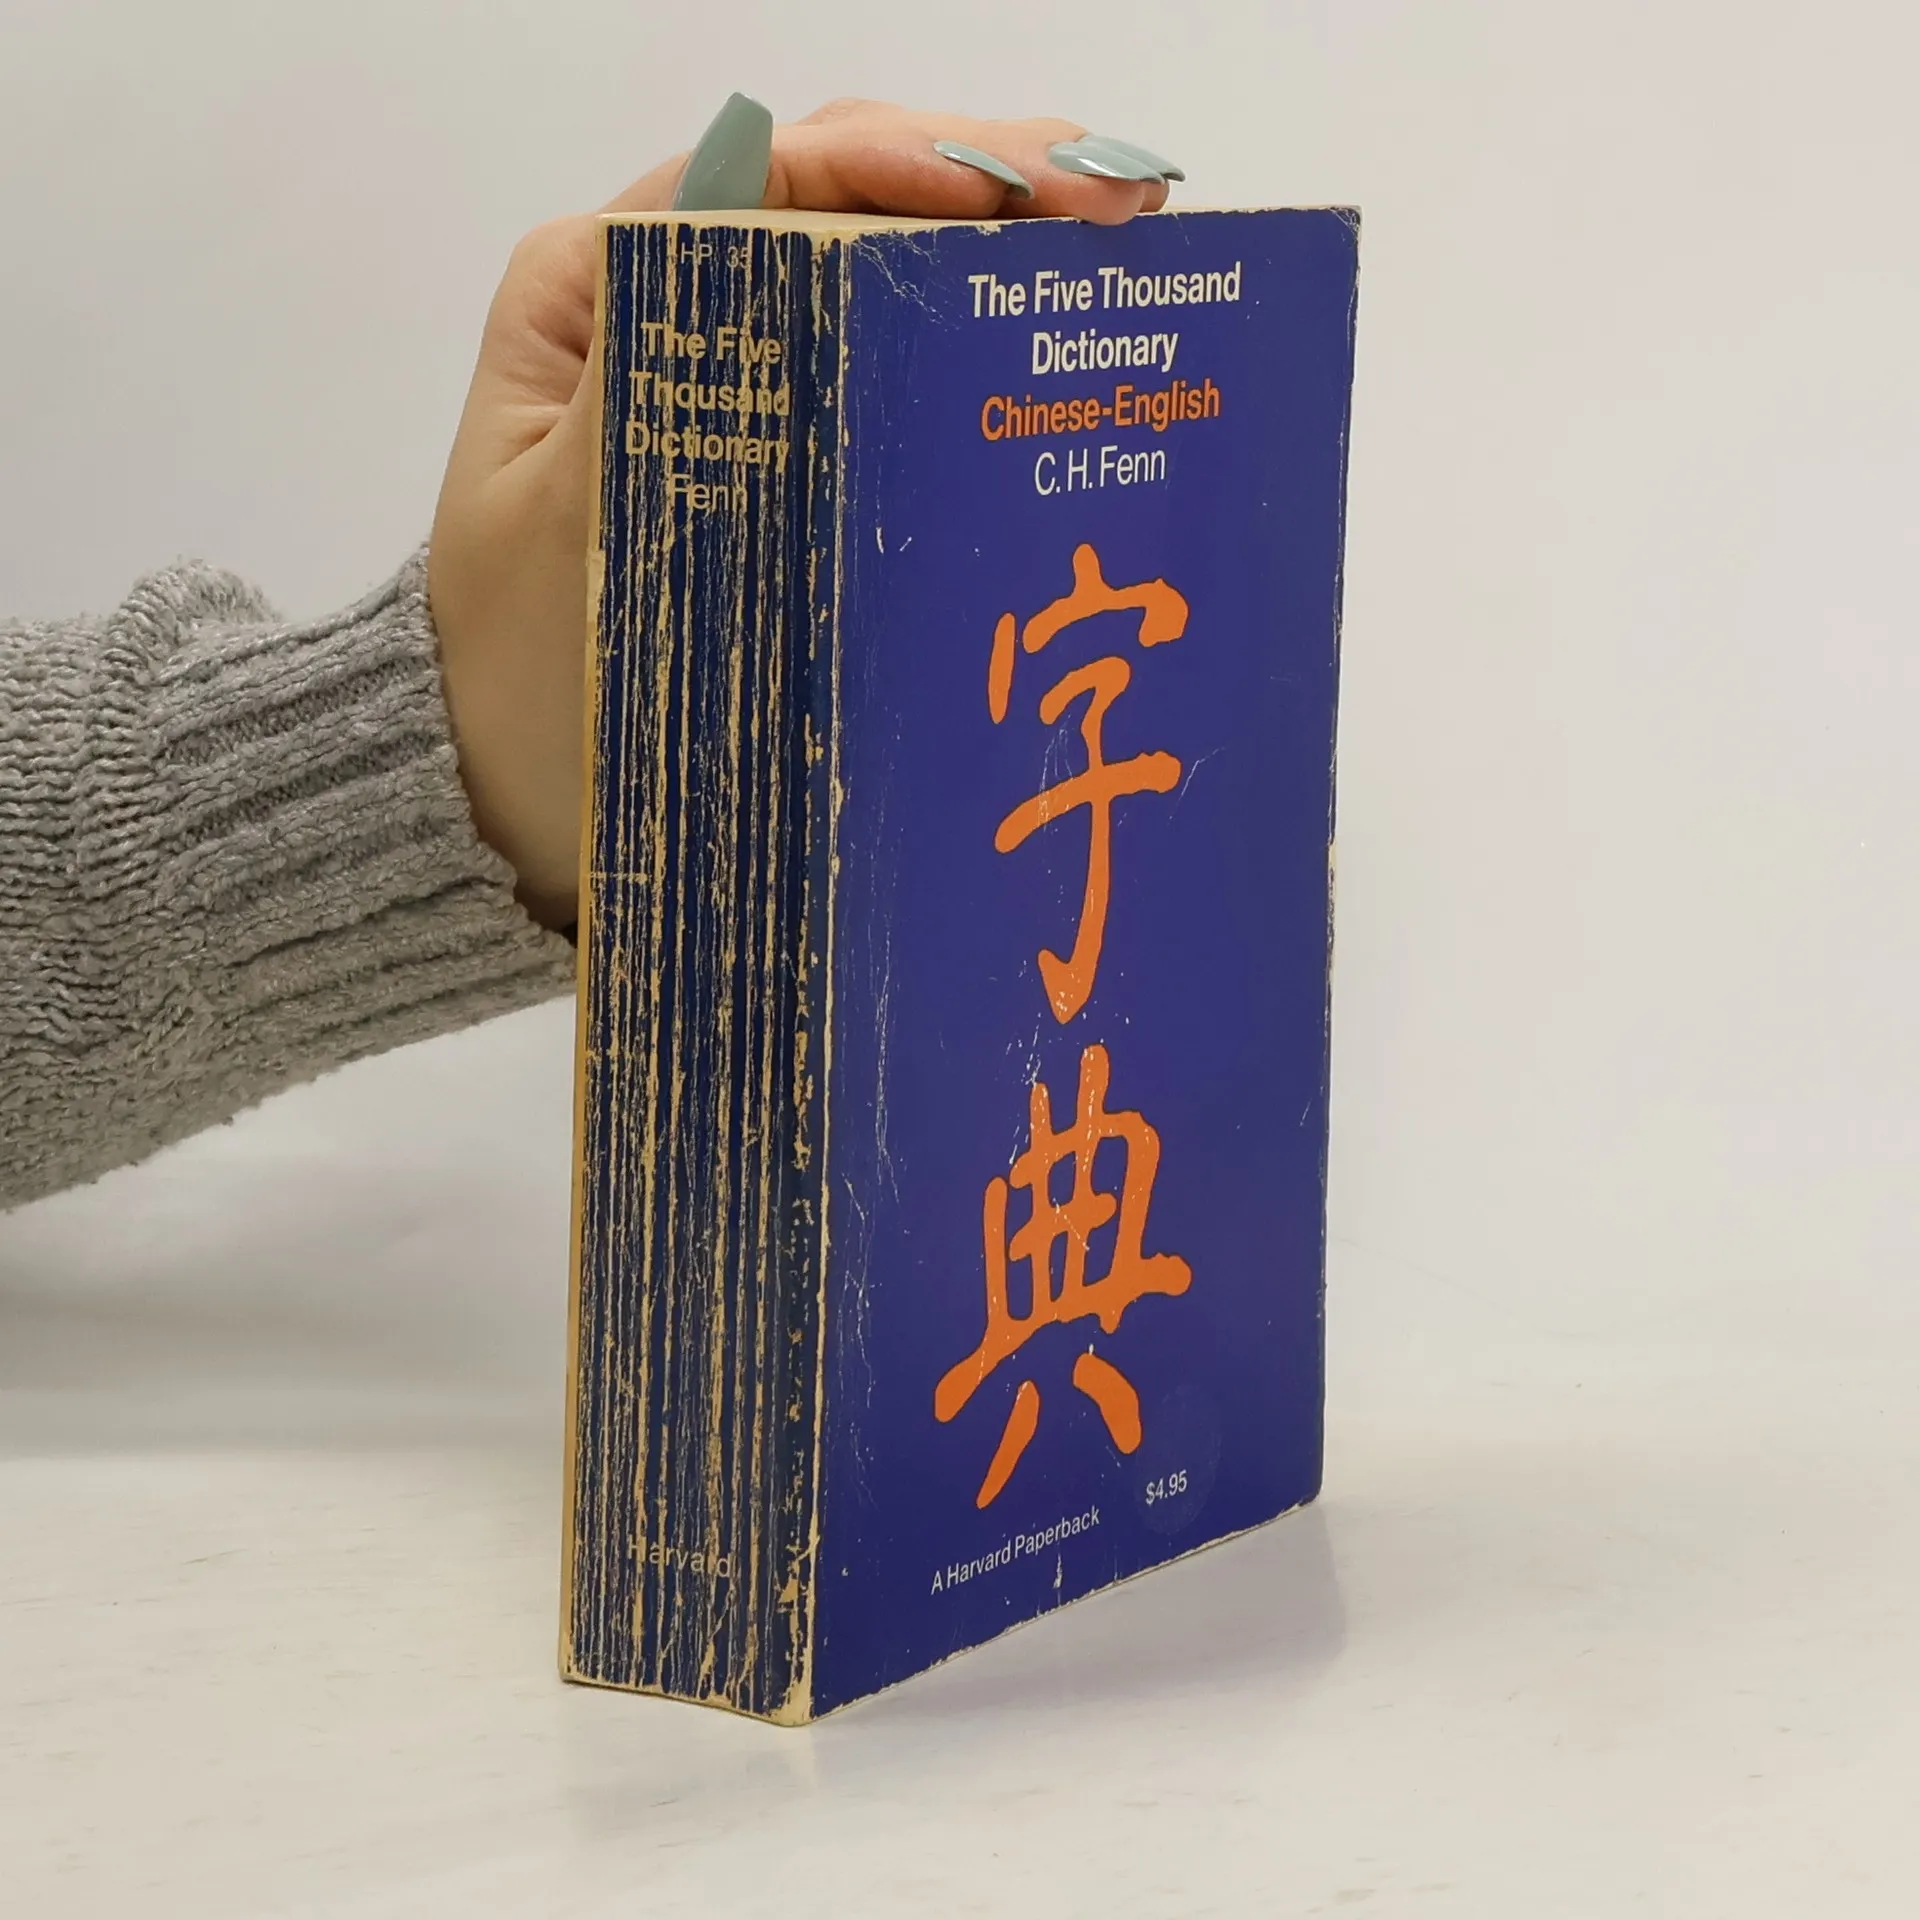 HP 35
The Five
Thousand
Dictionary
Fenn
Harvard
The Five Thousand
Dictionary
Chinese-English
C. H. Fenn
字
典
$4.95
A Harvard Paperback